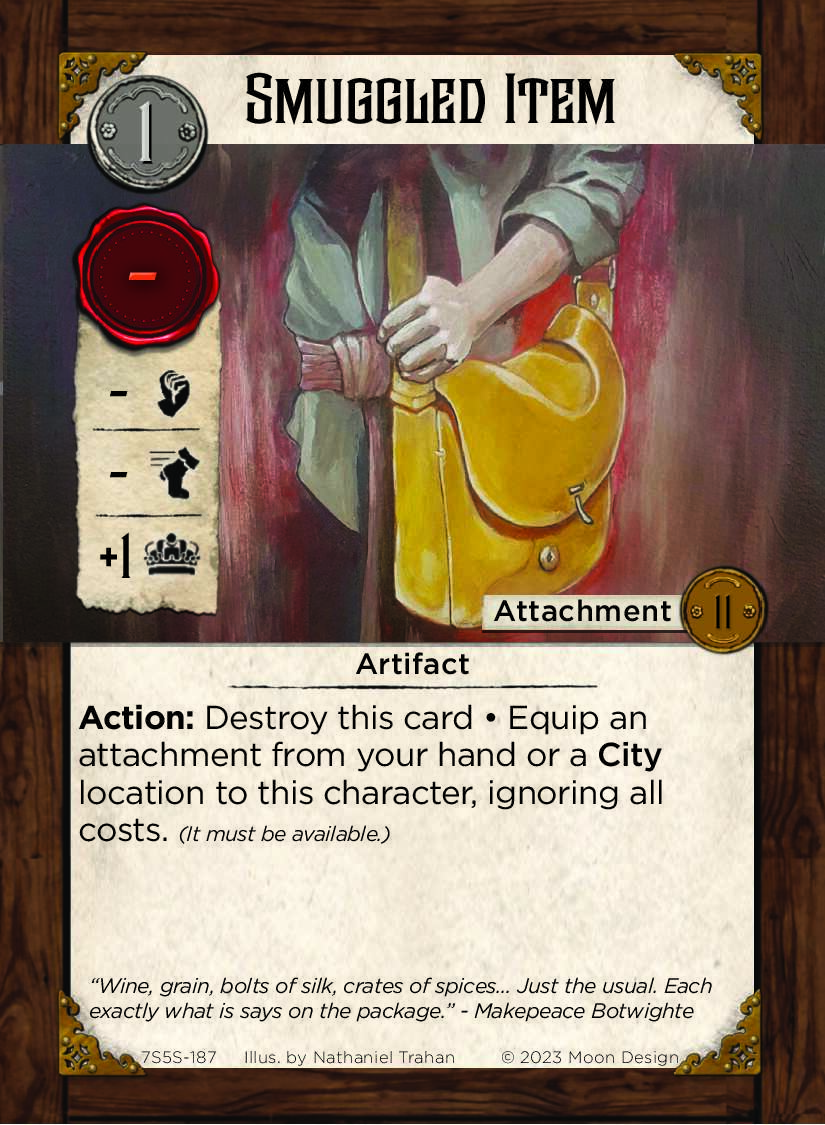 1
SMUGGLED ITEM
-
-
-
+1
Attachment
11
Artifact
Action: Destroy this card • Equip an
attachment from your hand or a City
location to this character, ignoring all
costs. (It must be available.)
“Wine, grain, bolts of silk, crates of spices... Just the usual. Each
exactly what is says on the package.” - Makepeace Botwighte
7S5S-187 Illus. by Nathaniel Trahan © 2023 Moon Design